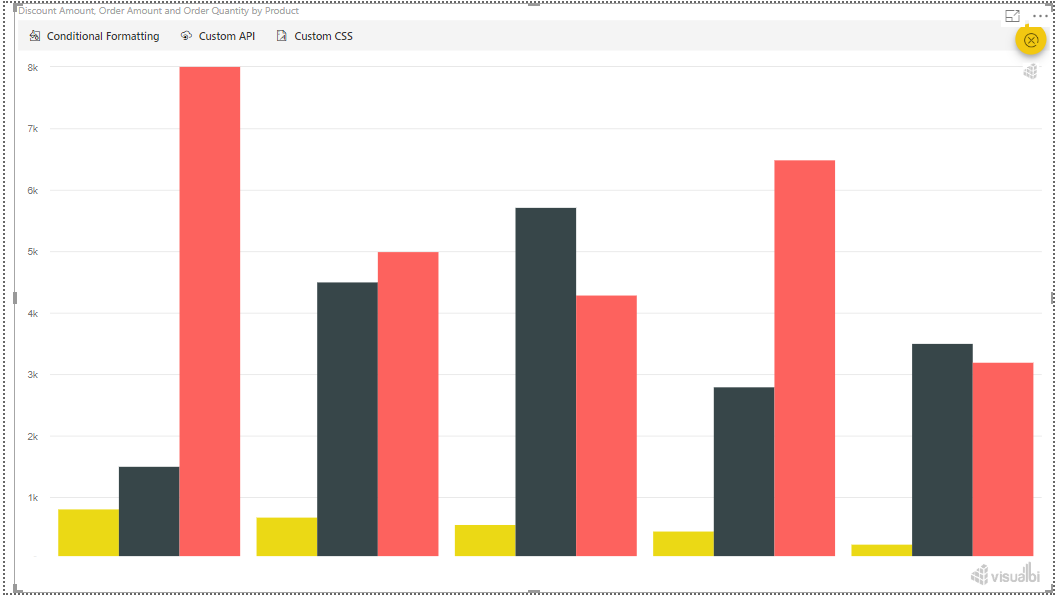 Discount Amount, Order Amount and Order Quantity by Product
Conditional Formatting Custom API Custom CSS
8k
7k
6k
5k
4k
3k
2k
1k
visualbi